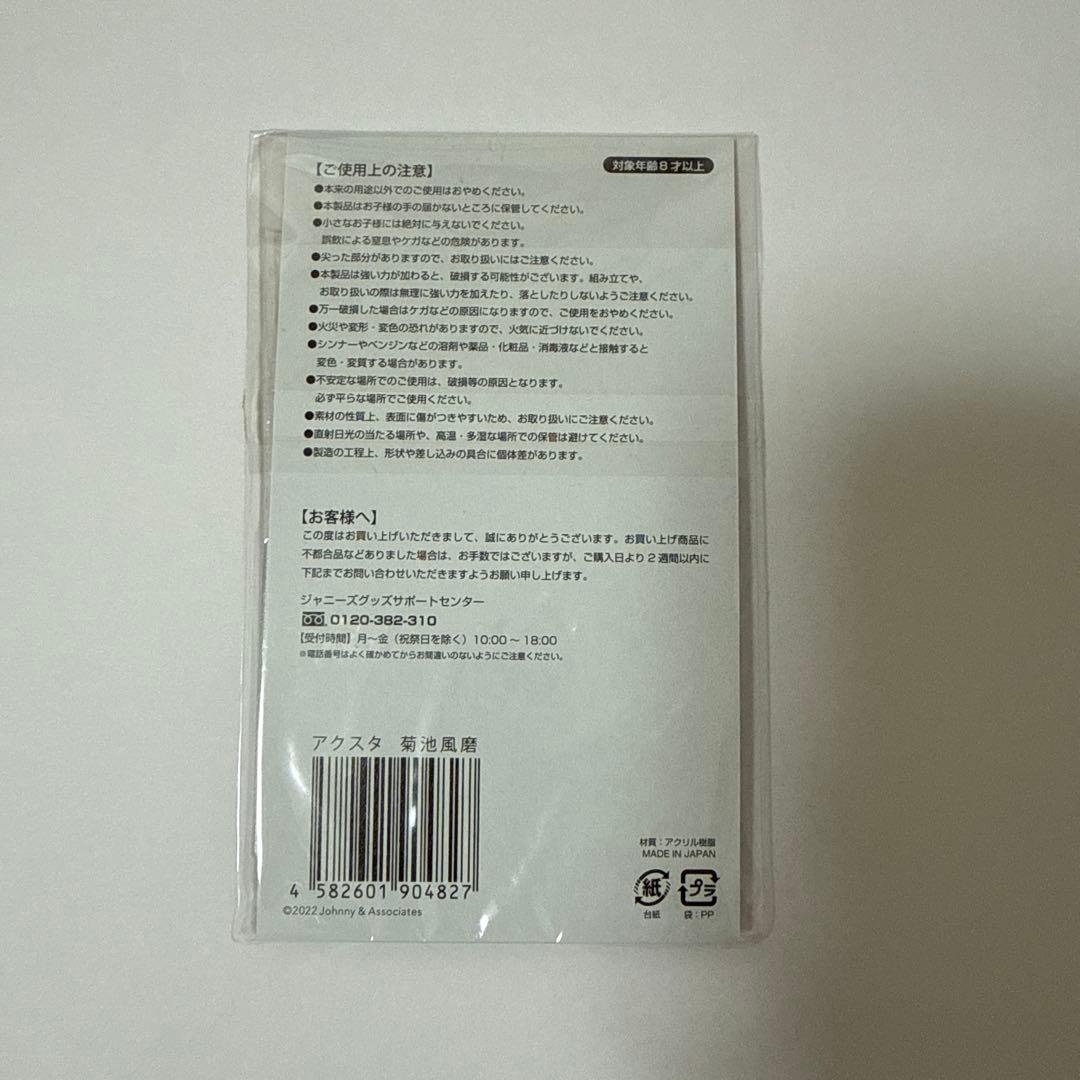 【ご使用上の注意】
対象年齢8才以上
●本来の用途以外でのご使用はおやめください。
●本製品はお子様の手の届かないところに保管してください。
●小さなお子様には絶対に与えないでください。
誤飲による窒息やケガなどの危険があります。
●尖った部分がありますので、お取り扱いにはご注意ください。
●本製品は強い力が加わると、破損する可能性がございます。組み立てや、
お取り扱いの際は無理に強い力を加えたり、落としたりしないようご注意ください。
●万一破損した場合はケガなどの原因になりますので、ご使用をおやめください。
●火災や変形・変色の恐れがありますので、火気に近づけないでください。
●シンナーやベンジンなどの溶剤や薬品・化粧品・消毒液などと接触すると
変色・変質する場合があります。
●不安定な場所でのご使用は、破損等の原因となります。
必ず平らな場所でご使用ください。
●素材の性質上、表面に傷がつきやすいため、お取り扱いにご注意ください。
●直射日光の当たる場所や、高温・多湿な場所での保管は避けてください。
●製造の工程上、形状や差し込みの具合に個体差があります。
【お客様へ】
この度はお買い上げいただきまして、誠にありがとうございます。お買い上げ商品に
不都合品などありました場合は、お手数ではございますが、ご購入日より2週間以内に
下記までお問い合わせいただきますようお願い申し上げます。
ジャニーズグッズサポートセンター
0120-382-310
【受付時間】月〜金（祝祭日を除く）10:00〜18:00
※電話番号はよく確かめてからお間違いのないようにご注意ください。
アクスタ 菊池風磨
4 582601 904827
©2022 Johnny & Associates
材質：アクリル樹脂
MADE IN JAPAN
紙
台紙
プラ
袋：PP